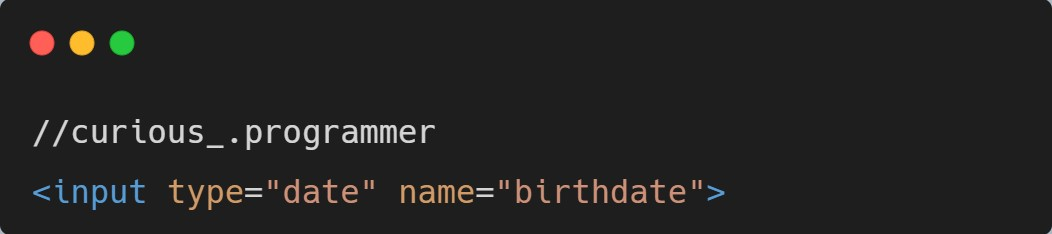 //curious_.programmer
<input type="date" name="birthdate">